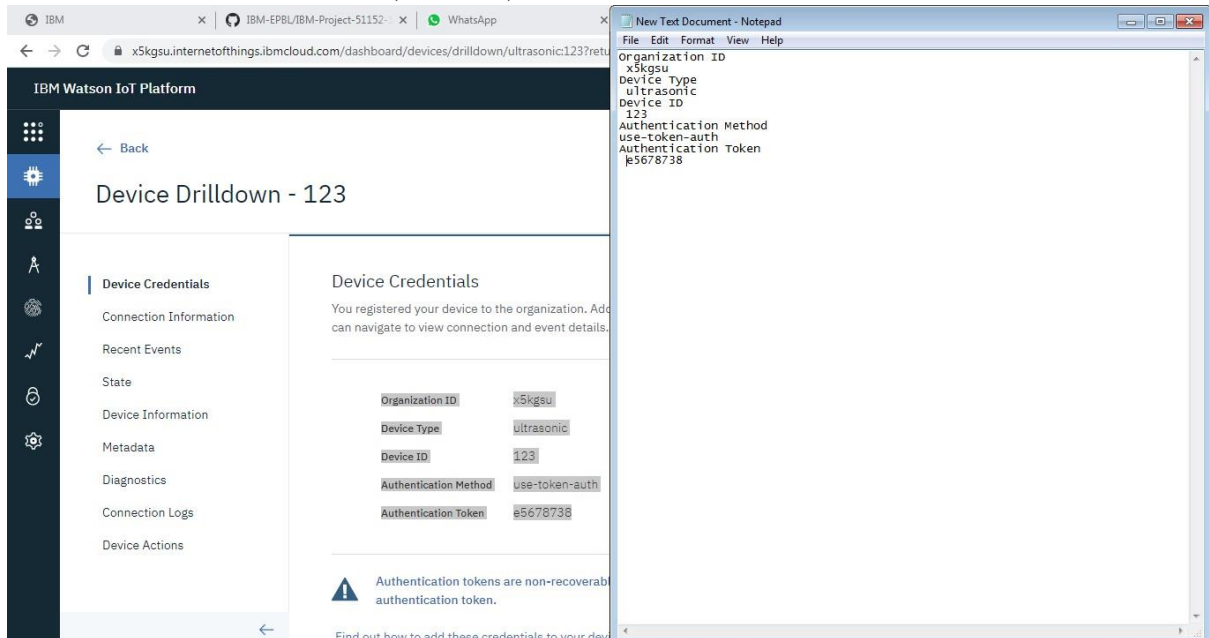 IBM
IBM-EPBL/IBM-Project-51152-
WhatsApp
x5kgsu.internetofthings.ibmcloud.com/dashboard/devices/drilldown/ultrasonic:123?retu
IBM Watson IoT Platform
Back
Device Drilldown - 123
Device Credentials
Connection Information
Recent Events
State
Device Information
Metadata
Diagnostics
Connection Logs
Device Actions
Device Credentials
You registered your device to the organization. Add
can navigate to view connection and event details.
Organization ID x5kgsu
Device Type ultrasonic
Device ID 123
Authentication Method use-token-auth
Authentication Token e5678738
Authentication tokens are non-recoverabl
authentication token.
Find out how to add these credentials to your devi
New Text Document - Notepad
File Edit Format View Help
Organization ID
x5kgsu
Device Type
ultrasonic
Device ID
123
Authentication Method
use-token-auth
Authentication Token
e5678738